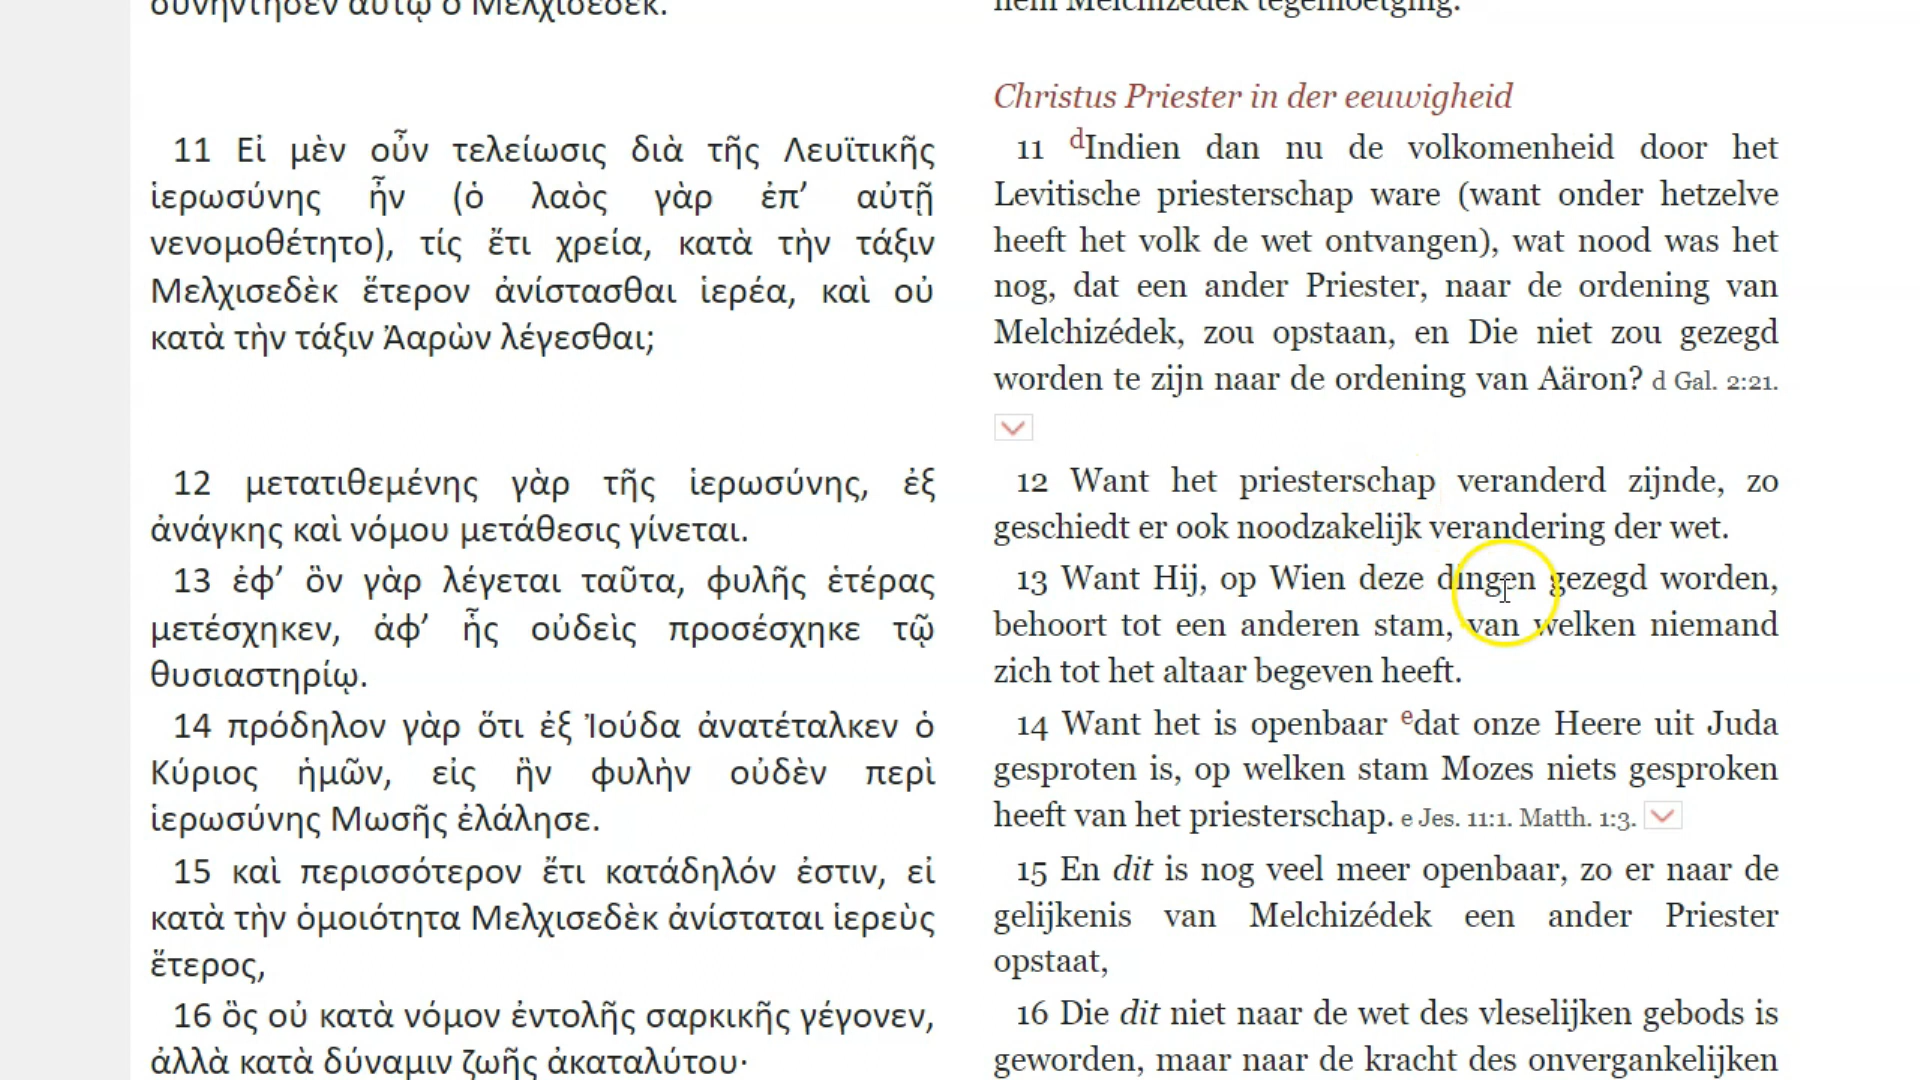 συνήντησεν αὐτῷ ὁ Μελχισεδέκ.
11 Εἰ μὲν οὖν τελείωσις διὰ τῆς Λευϊτικῆς
ἱερωσύνης ἦν (ὁ λαὸς γὰρ ἐπ’ αὐτῇ
νενομοθέτητο), τίς ἔτι χρεία, κατὰ τὴν τάξιν
Μελχισεδὲκ ἕτερον ἀνίστασθαι ἱερέα, καὶ οὐ
κατὰ τὴν τάξιν Ἀαρὼν λέγεσθαι;
12 μετατιθεμένης γὰρ τῆς ἱερωσύνης, ἐξ
ἀνάγκης καὶ νόμου μετάθεσις γίνεται.
13 ἐφ’ ὃν γὰρ λέγεται ταῦτα, φυλῆς ἑτέρας
μετέσχηκεν, ἀφ’ ἧς οὐδεὶς προσέσχηκε τῷ
θυσιαστηρίῳ.
14 πρόδηλον γὰρ ὅτι ἐξ Ἰούδα ἀνατέταλκεν ὁ
Κύριος ἡμῶν, εἰς ἣν φυλὴν οὐδὲν περὶ
ἱερωσύνης Μωσῆς ἐλάλησε.
15 καὶ περισσότερον ἔτι κατάδηλόν ἐστιν, εἰ
κατὰ τὴν ὁμοιότητα Μελχισεδὲκ ἀνίσταται ἱερεὺς
ἕτερος,
16 ὃς οὐ κατὰ νόμον ἐντολῆς σαρκικῆς γέγονεν,
ἀλλὰ κατὰ δύναμιν ζωῆς ἀκαταλύτου·
hem Melchizédek tegemoetging.
Christus Priester in der eeuwigheid
11 dIndien dan nu de volkomenheid door het
Levitische priesterschap ware (want onder hetzelve
heeft het volk de wet ontvangen), wat nood was het
nog, dat een ander Priester, naar de ordening van
Melchizédek, zou opstaan, en Die niet zou gezegd
worden te zijn naar de ordening van Aäron? d Gal. 2:21.
12 Want het priesterschap veranderd zijnde, zo
geschiedt er ook noodzakelijk verandering der wet.
13 Want Hij, op Wien deze dingen gezegd worden,
behoort tot een anderen stam, van welken niemand
zich tot het altaar begeven heeft.
14 Want het is openbaar edat onze Heere uit Juda
gesproten is, op welken stam Mozes niets gesproken
heeft van het priesterschap. e Jes. 11:1. Matth. 1:3.
15 En dit is nog veel meer openbaar, zo er naar de
gelijkenis van Melchizédek een ander Priester
opstaat,
16 Die dit niet naar de wet des vleselijken gebods is
geworden, maar naar de kracht des onvergankelijken